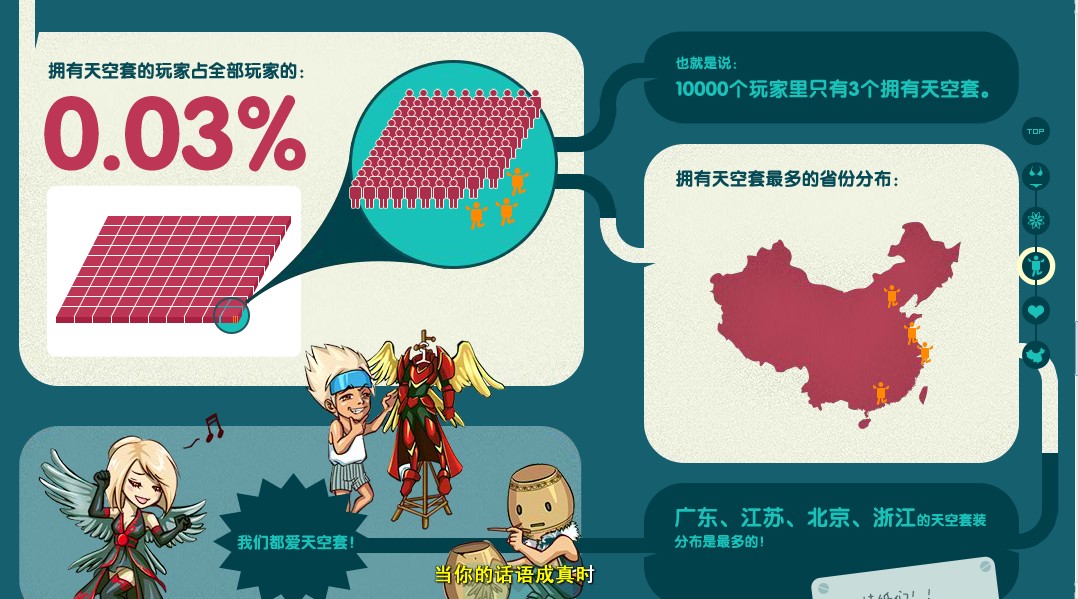 拥有天空套的玩家占全部玩家的：
0.03%
也就是说：
10000个玩家里只有3个拥有天空套。
TOP
拥有天空套最多的省份分布：
我们都爱天空套！
广东、江苏、北京、浙江的天空套装
分布是最多的！
当你的话语成真时